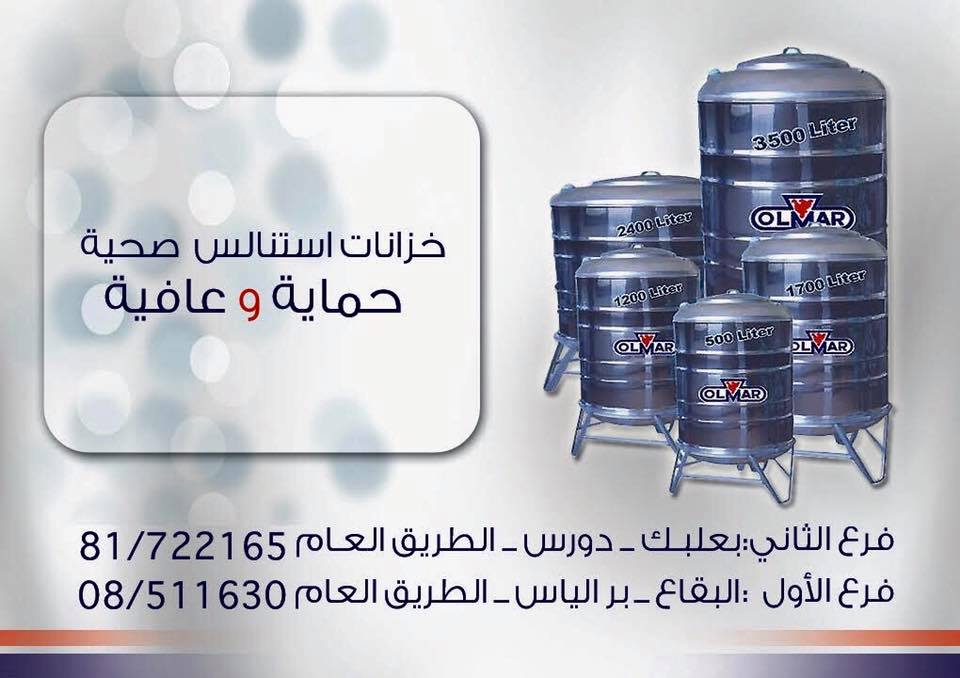 خزانات استنالس صحية
حماية و عافية
3500 Liter
OLMAR
2400 Liter
1200 Liter
OLMAR
1700 Liter
OLMAR
500 Liter
OLMAR
فرع الثاني:بعلبك - دورس - الطريق العام 81/722165
فرع الأول :البقاع - بر الياس - الطريق العام 08/511630